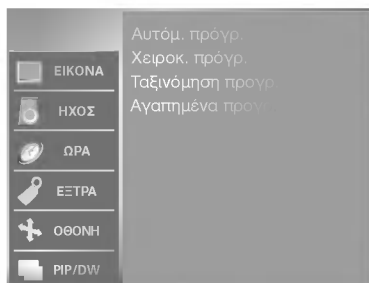 Αυτόμ. πρόγρ.
Χειροκ. πρόγρ.
Ταξινόμηση προγρ.
Αγαπημένα προγρ
ΕΙΚΟΝΑ
ΗΧΟΣ
ΩΡΑ
ΕΞΤΡΑ
ΟΘΟΝΗ
PIP/DW